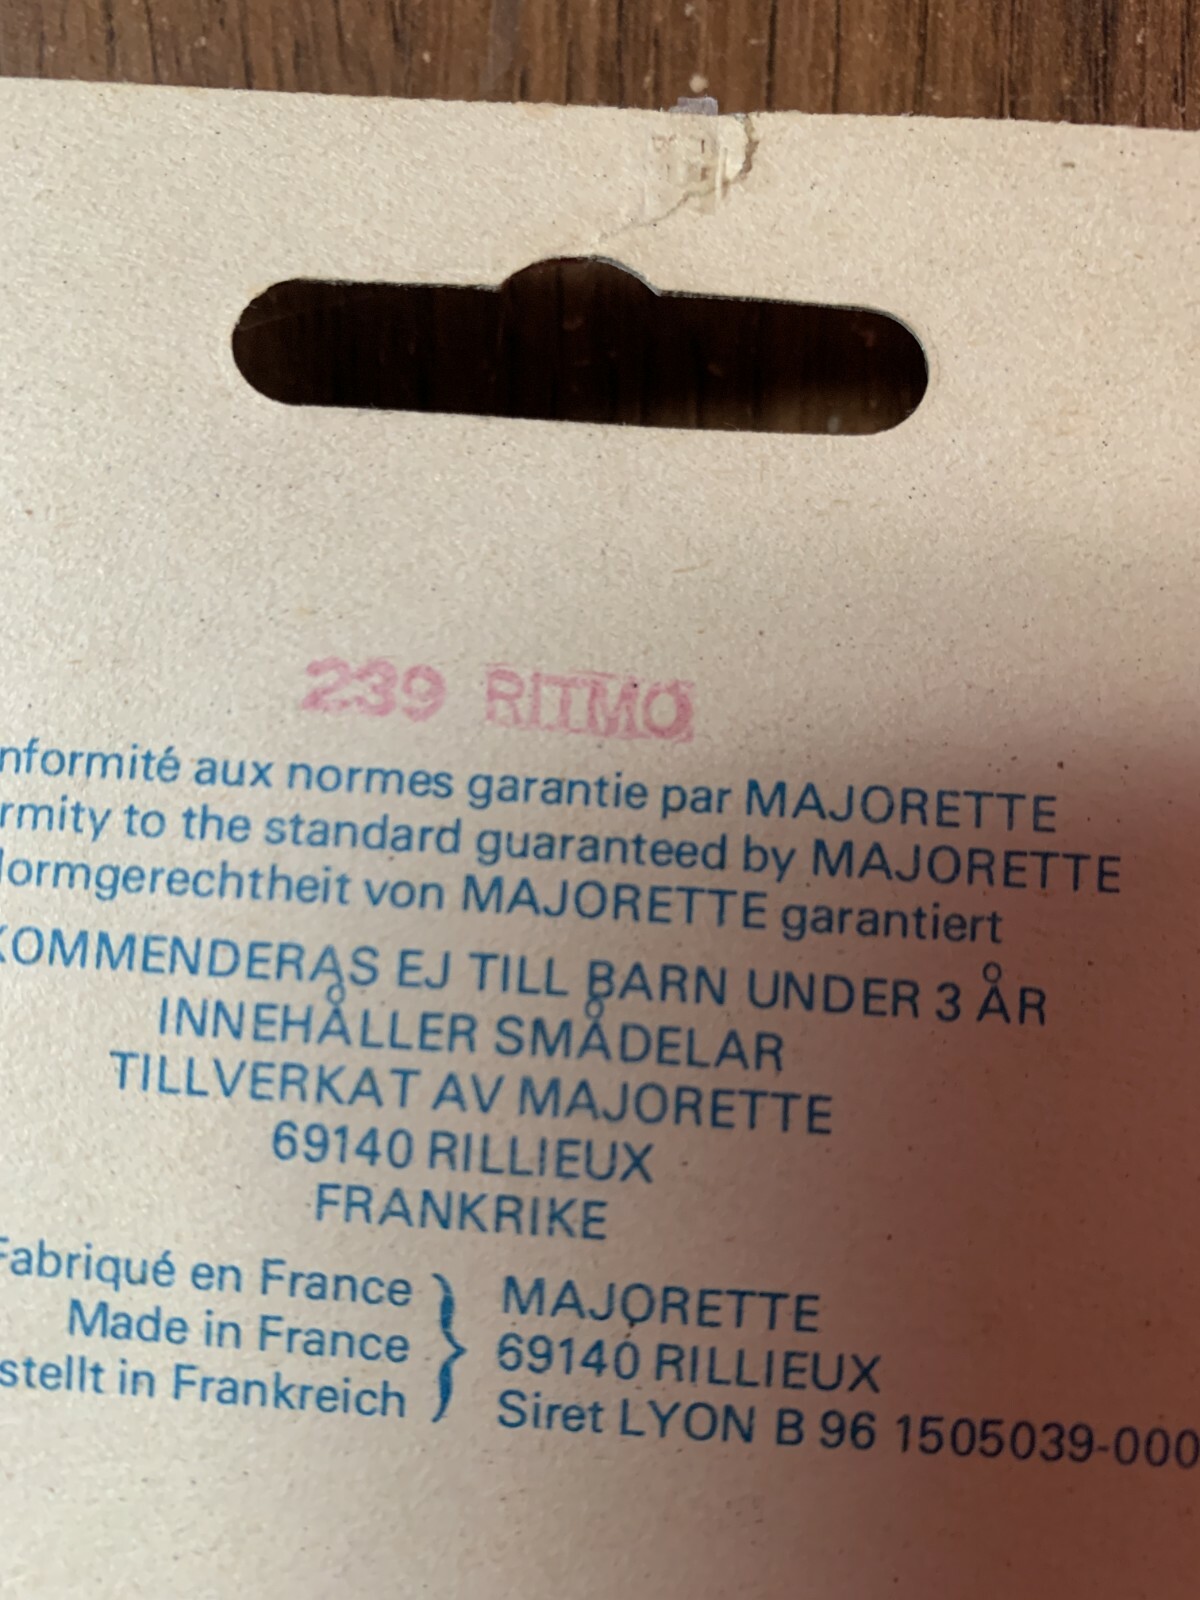 239 RITMO
nformité aux normes garantie par MAJORETTE
rmity to the standard guaranteed by MAJORETTE
ormgerechtheit von MAJORETTE garantiert
KOMMENDERAS EJ TILL BARN UNDER 3 ÅR
INNEHÅLLER SMÅDELAR
TILLVERKAT AV MAJORETTE
69140 RILLIEUX
FRANKRIKE
Fabriqué en France } MAJORETTE
Made in France 69140 RILLIEUX
stellt in Frankreich Siret LYON B 96 1505039-000